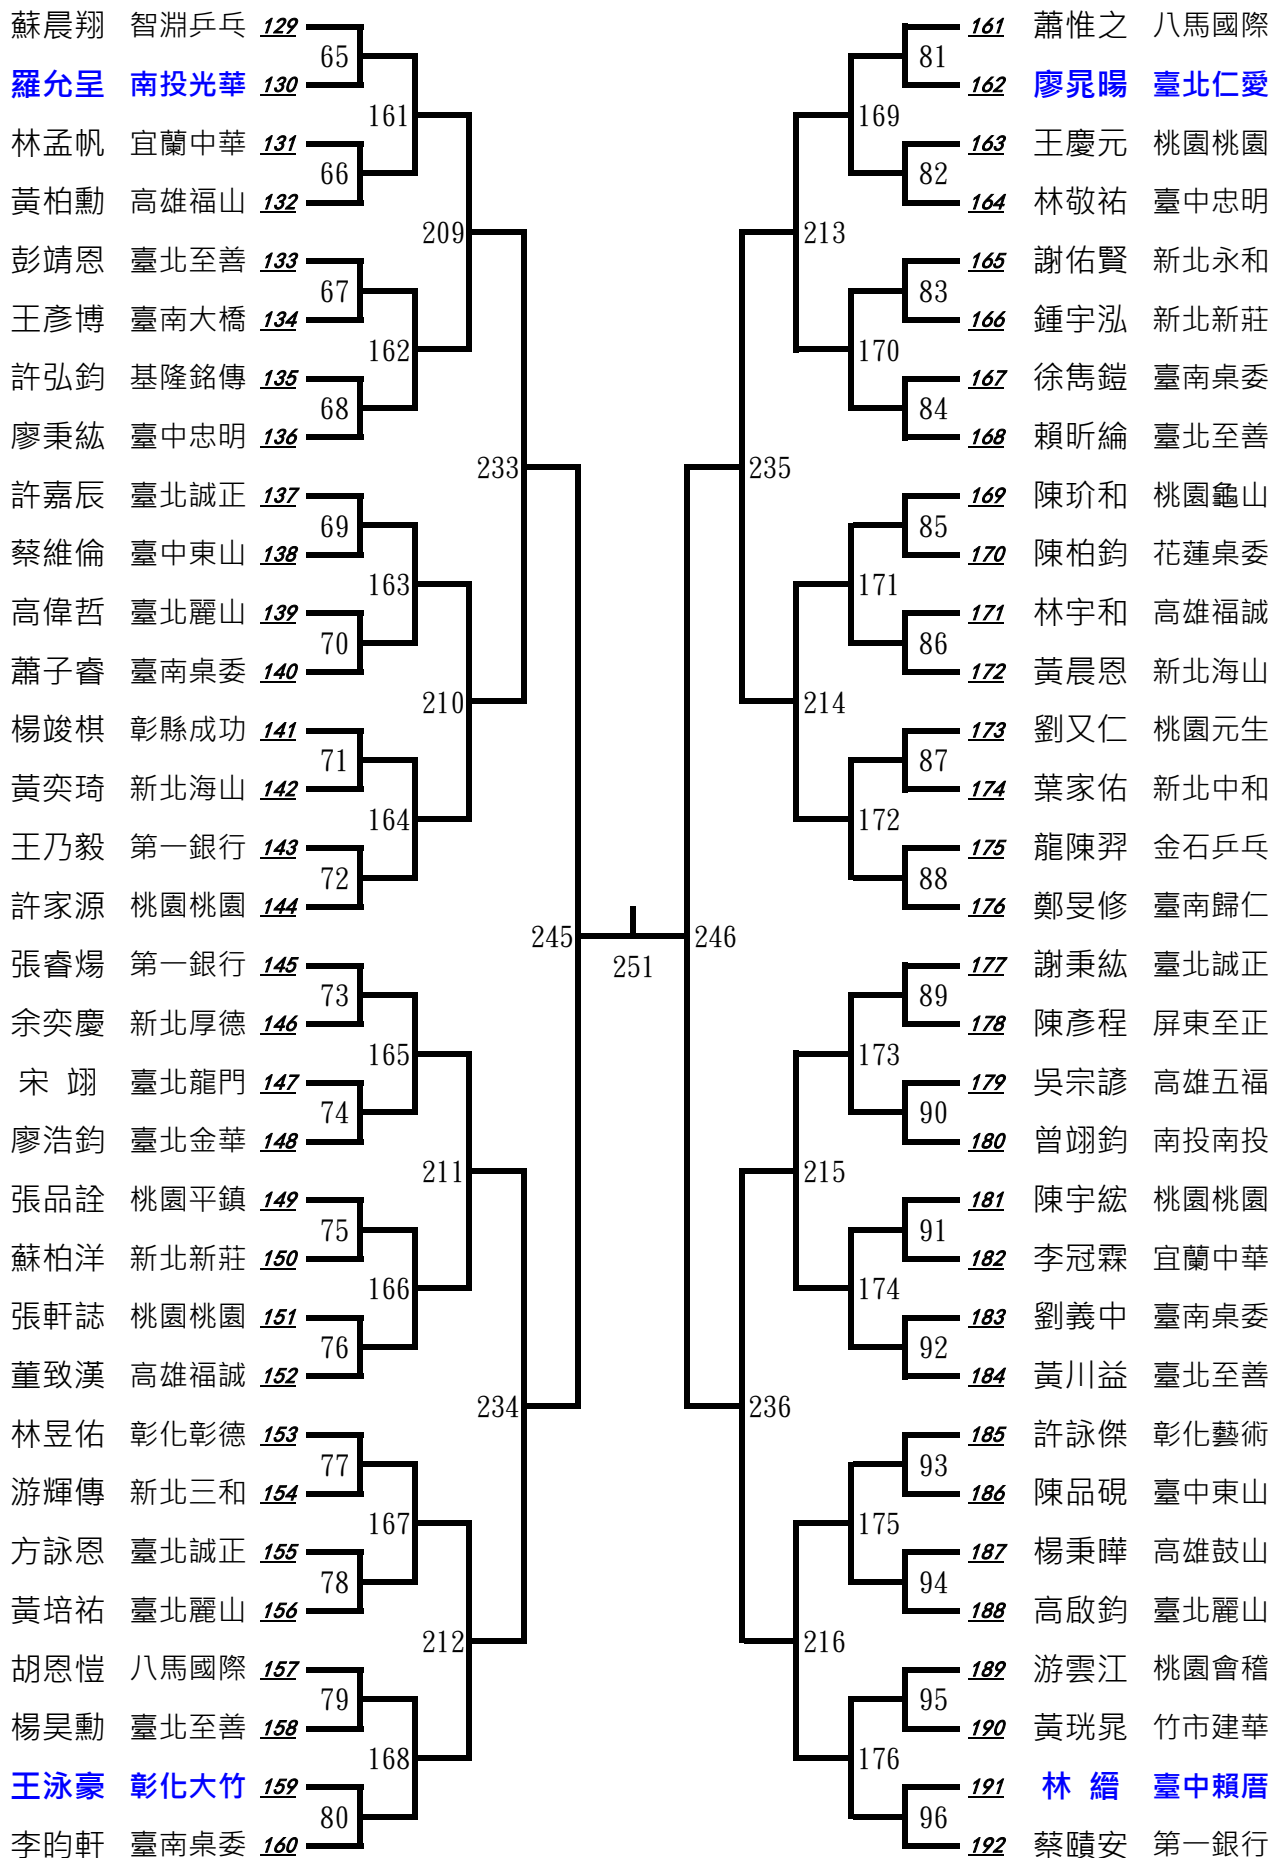 蘇晨翔 智淵乒乓 129
65
羅允呈 南投光華 130
161
林孟帆 宜蘭中華 131
66
黃柏勳 高雄福山 132
209
彭靖恩 臺北至善 133
67
王彥博 臺南大橋 134
162
許弘鈞 基隆銘傳 135
68
廖秉紘 臺中忠明 136
233
許嘉辰 臺北誠正 137
69
蔡維倫 臺中東山 138
163
高偉哲 臺北麗山 139
70
蕭子睿 臺南桌委 140
210
楊竣棋 彰縣成功 141
71
黃奕琦 新北海山 142
164
王乃毅 第一銀行 143
72
許家源 桃園桃園 144
245
張睿煬 第一銀行 145
73
余奕慶 新北厚德 146
165
宋 翊 臺北龍門 147
74
廖浩鈞 臺北金華 148
211
張品詮 桃園平鎮 149
75
蘇柏洋 新北新莊 150
166
張軒誌 桃園桃園 151
76
董致漢 高雄福誠 152
234
林昱佑 彰化彰德 153
77
游輝傳 新北三和 154
167
方詠恩 臺北誠正 155
78
黃培祐 臺北麗山 156
212
胡恩愷 八馬國際 157
79
楊昊勳 臺北至善 158
168
王泳豪 彰化大竹 159
80
李昀軒 臺南桌委 160
251
161 蕭惟之 八馬國際
81
162 廖晁暘 臺北仁愛
169
163 王慶元 桃園桃園
82
164 林敬祐 臺中忠明
213
165 謝佑賢 新北永和
83
166 鍾宇泓 新北新莊
170
167 徐雋鎧 臺南桌委
84
168 賴昕綸 臺北至善
235
169 陳玠和 桃園龜山
85
170 陳柏鈞 花蓮桌委
171
171 林宇和 高雄福誠
86
172 黃晨恩 新北海山
214
173 劉又仁 桃園元生
87
174 葉家佑 新北中和
172
175 龍陳羿 金石乒乓
88
176 鄭旻修 臺南歸仁
246
177 謝秉紘 臺北誠正
89
178 陳彥程 屏東至正
173
179 吳宗諺 高雄五福
90
180 曾翊鈞 南投南投
215
181 陳宇紘 桃園桃園
91
182 李冠霖 宜蘭中華
174
183 劉義中 臺南桌委
92
184 黃川益 臺北至善
236
185 許詠傑 彰化藝術
93
186 陳品硯 臺中東山
175
187 楊秉曄 高雄鼓山
94
188 高啟鈞 臺北麗山
216
189 游雲江 桃園會稽
95
190 黃珖晁 竹市建華
176
191 林 縉 臺中賴厝
96
192 蔡賾安 第一銀行